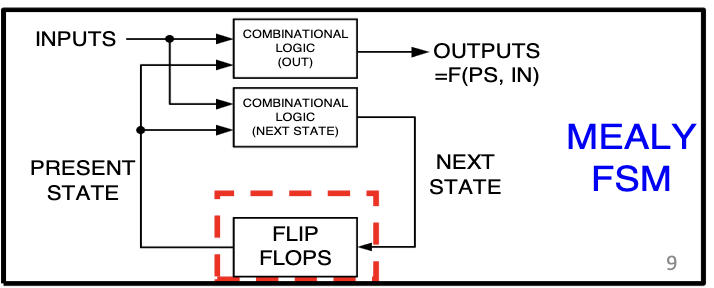 INPUTS
COMBINATIONAL
LOGIC
(OUT)
OUTPUTS
=F(PS, IN)
COMBINATIONAL
LOGIC
(NEXT STATE)
MEALY
FSM
PRESENT
STATE
NEXT
STATE
FLIP
FLOPS
9